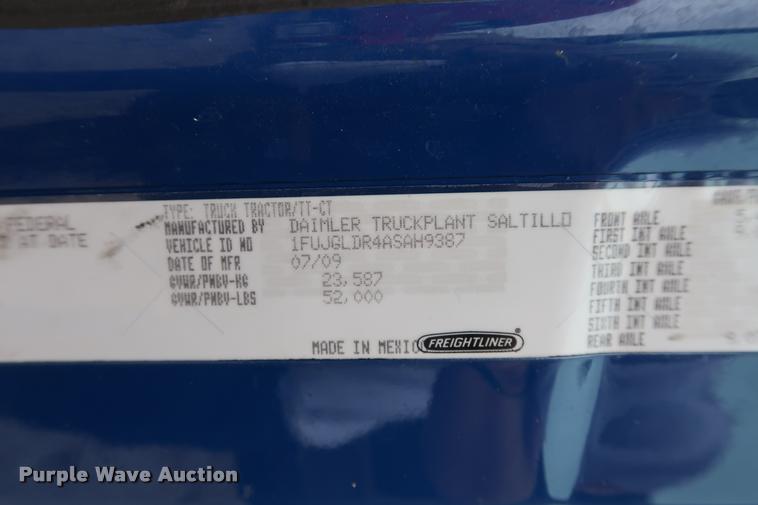 FEDERAL
AT DATE
TYPE: TRUCK TRACTOR/TT-CT
MANUFACTURED BY DAIMLER TRUCKPLANT SALTILLO
VEHICLE ID NO 1FUJGLDR4ASAH9387
DATE OF MFR 07/09
GVWR/PNBV-KG 23,587
GVWR/PNBV-LBS 52,000
MADE IN MEXICO
FREIGHTLINER
FRONT AXLE
FIRST INT AXLE
SECOND INT AXLE
THIRD INT AXLE
FOURTH INT AXLE
FIFTH INT AXLE
SIXTH INT AXLE
REAR AXLE
Purple Wave Auction